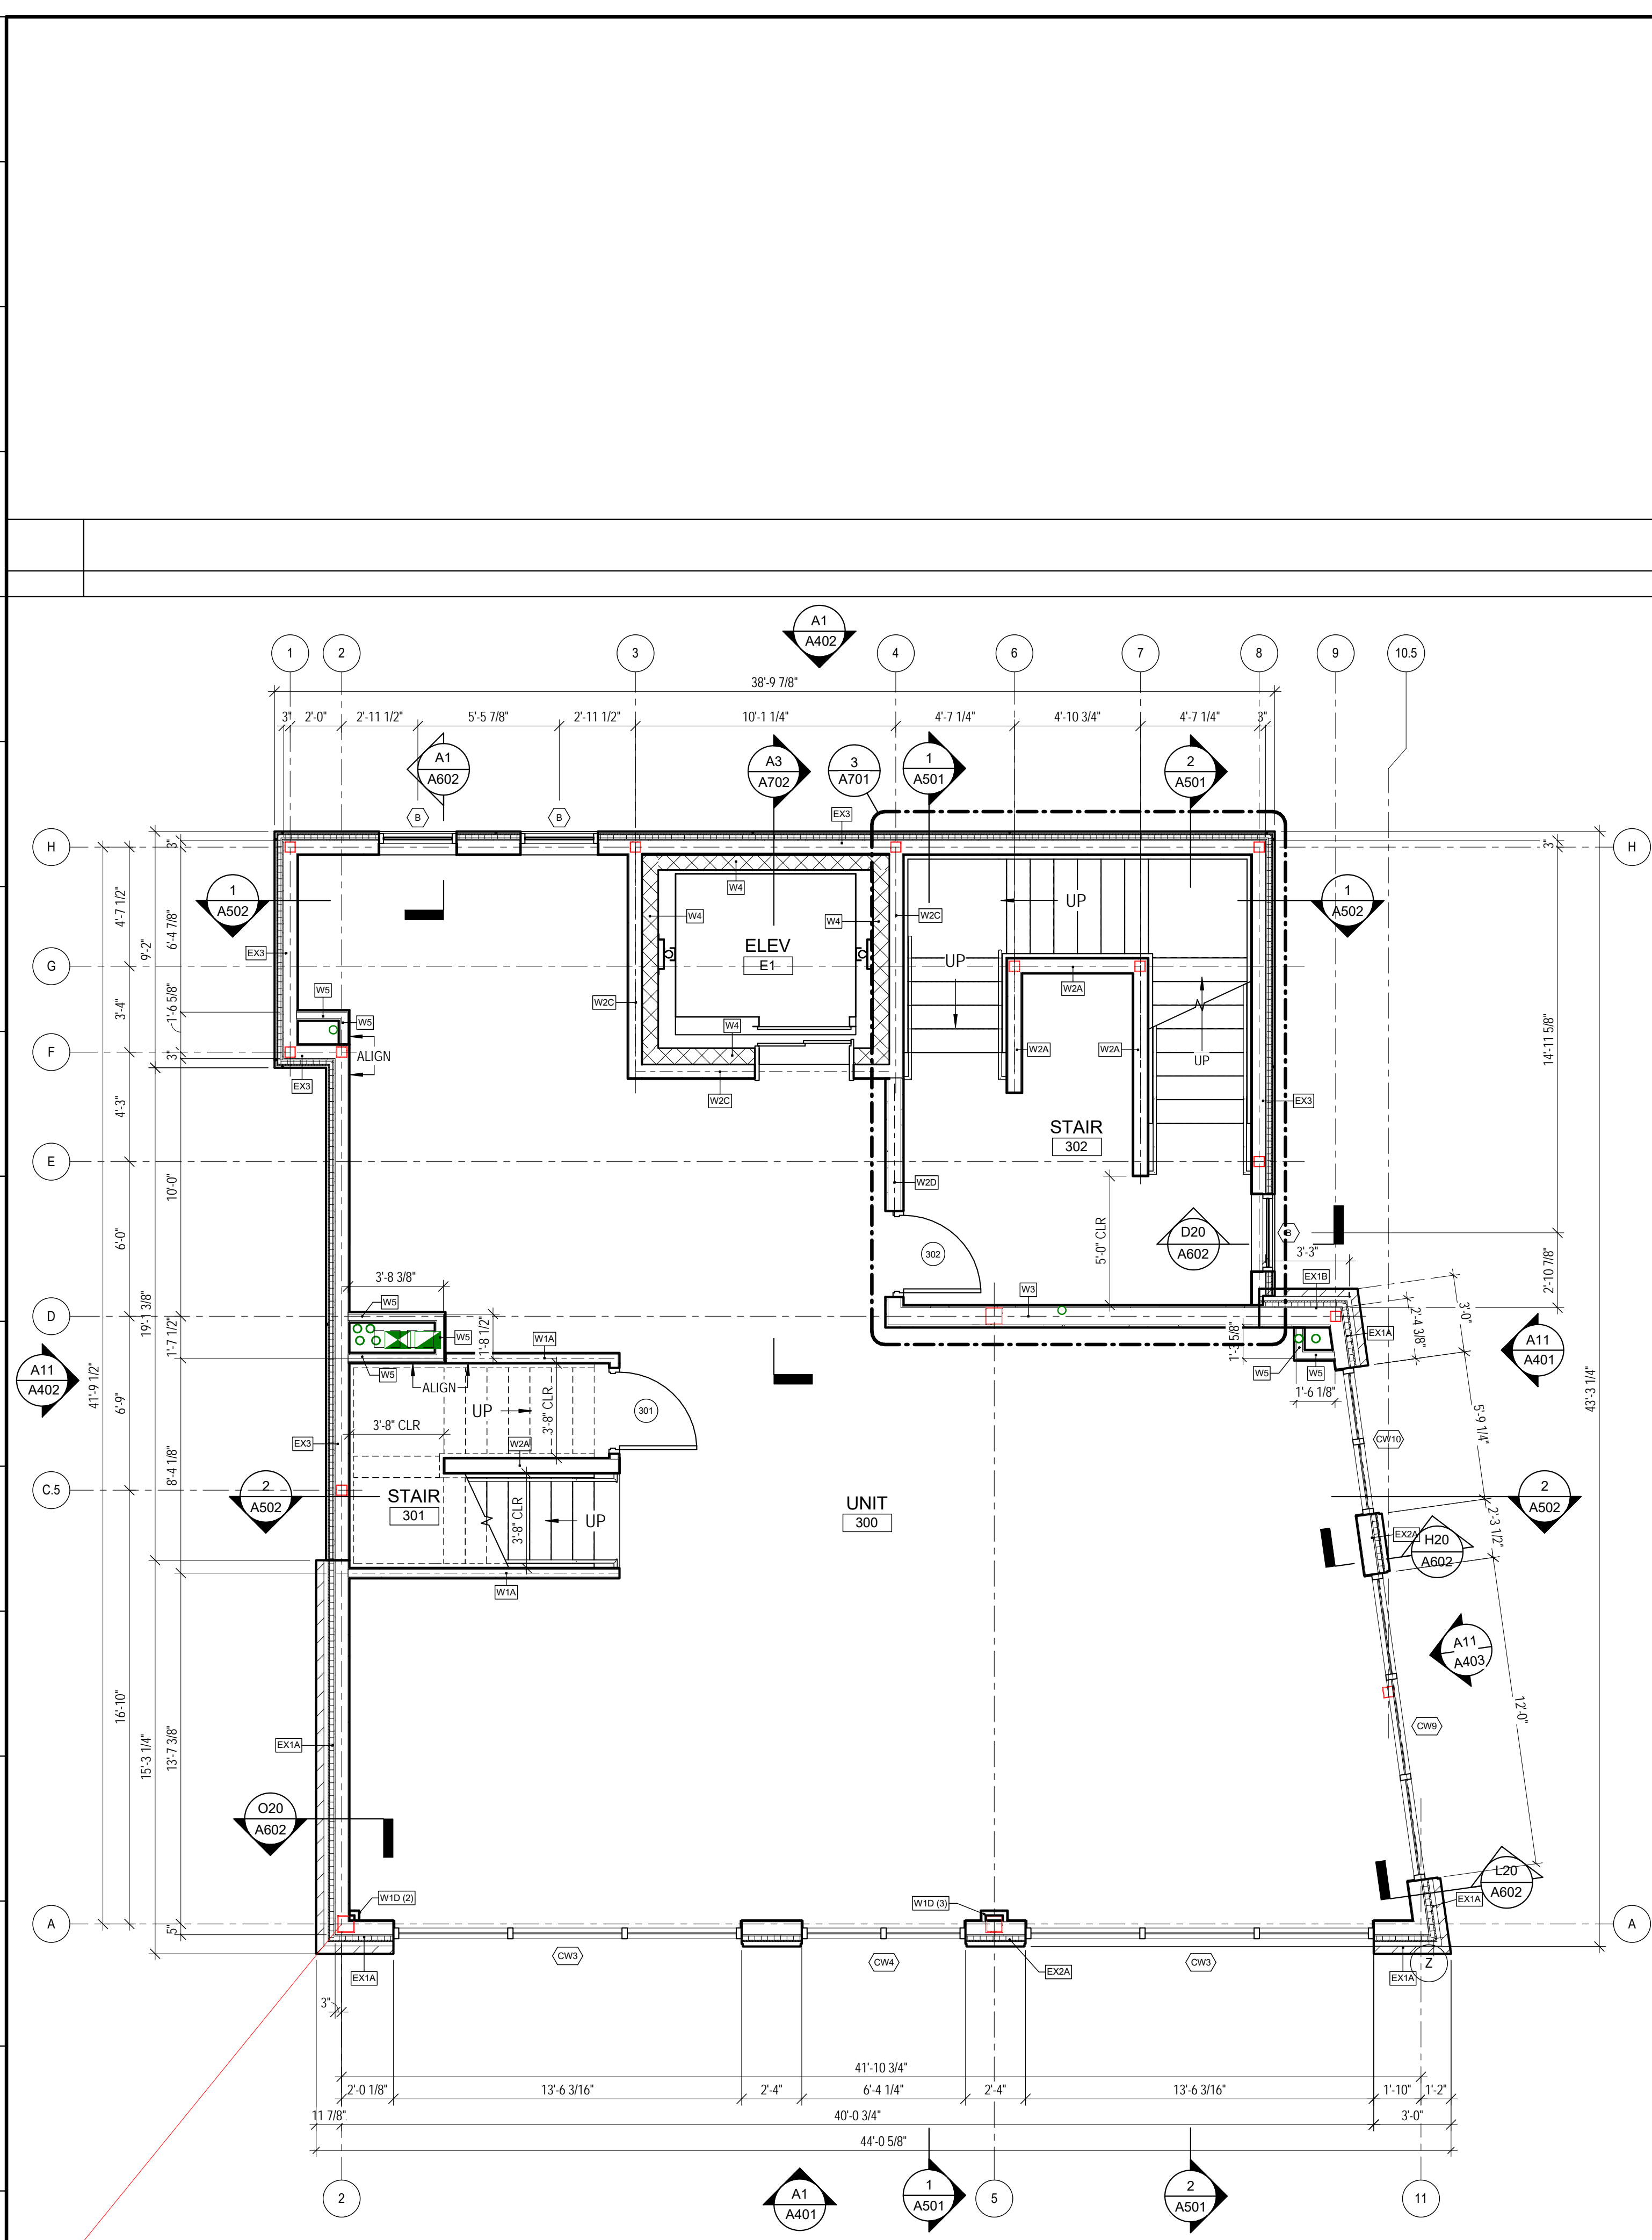 A1
A402
1
2
3
4
6
7
8
9
10.5
38'-9 7/8"
3"
2'-0"
2'-11 1/2"
5'-5 7/8"
2'-11 1/2"
10'-1 1/4"
4'-7 1/4"
4'-10 3/4"
4'-7 1/4"
3"
A1
A602
A3
A702
3
A701
1
A501
2
A501
B
B
EX3
H
H
3"
3"
4'-7 1/2"
6'-4 7/8"
9'-2"
1
A502
W4
W4
W4
W2C
UP
1
A502
EX3
ELEV
E1
UP
G
W2A
W5
W2C
W5
W4
3'-4"
1'-6 5/8"
14'-11 5/8"
F
3"
ALIGN
W2A
W2A
UP
EX3
W2C
EX3
4'-3"
STAIR
302
E
10'-0"
W2D
6'-0"
5'-0" CLR
D20
A602
B
302
3'-3"
3'-8 3/8"
EX1B
2'-10 7/8"
W5
W3
D
19'-1 3/8"
1'-7 1/2"
W5
1'-8 1/2"
W1A
1'-3 5/8"
EX1A
2'-4 3/8"
3'-0"
A11
A401
A11
A402
41'-9 1/2"
6'-9"
W5
ALIGN
W5
W5
1'-6 1/8"
43'-3 1/4"
UP
3'-8" CLR
301
3'-8" CLR
5'-9 1/4"
EX3
W2A
CW10
8'-4 1/8"
C.5
2
A502
STAIR
301
3'-8" CLR
UP
UNIT
300
2
A502
2'-3 1/2"
EX2A
H20
A602
W1A
A11
A403
16'-10"
15'-3 1/4"
13'-7 3/8"
EX1A
12'-0"
CW9
O20
A602
L20
A602
W1D (2)
W1D (3)
EX1A
A
A
5"
CW3
CW4
CW3
EX1A
EX2A
EX1A
Z
3"
41'-10 3/4"
2'-0 1/8"
13'-6 3/16"
2'-4"
6'-4 1/4"
2'-4"
13'-6 3/16"
1'-10"
1'-2"
11 7/8"
40'-0 3/4"
3'-0"
44'-0 5/8"
2
A1
A401
1
A501
5
2
A501
11